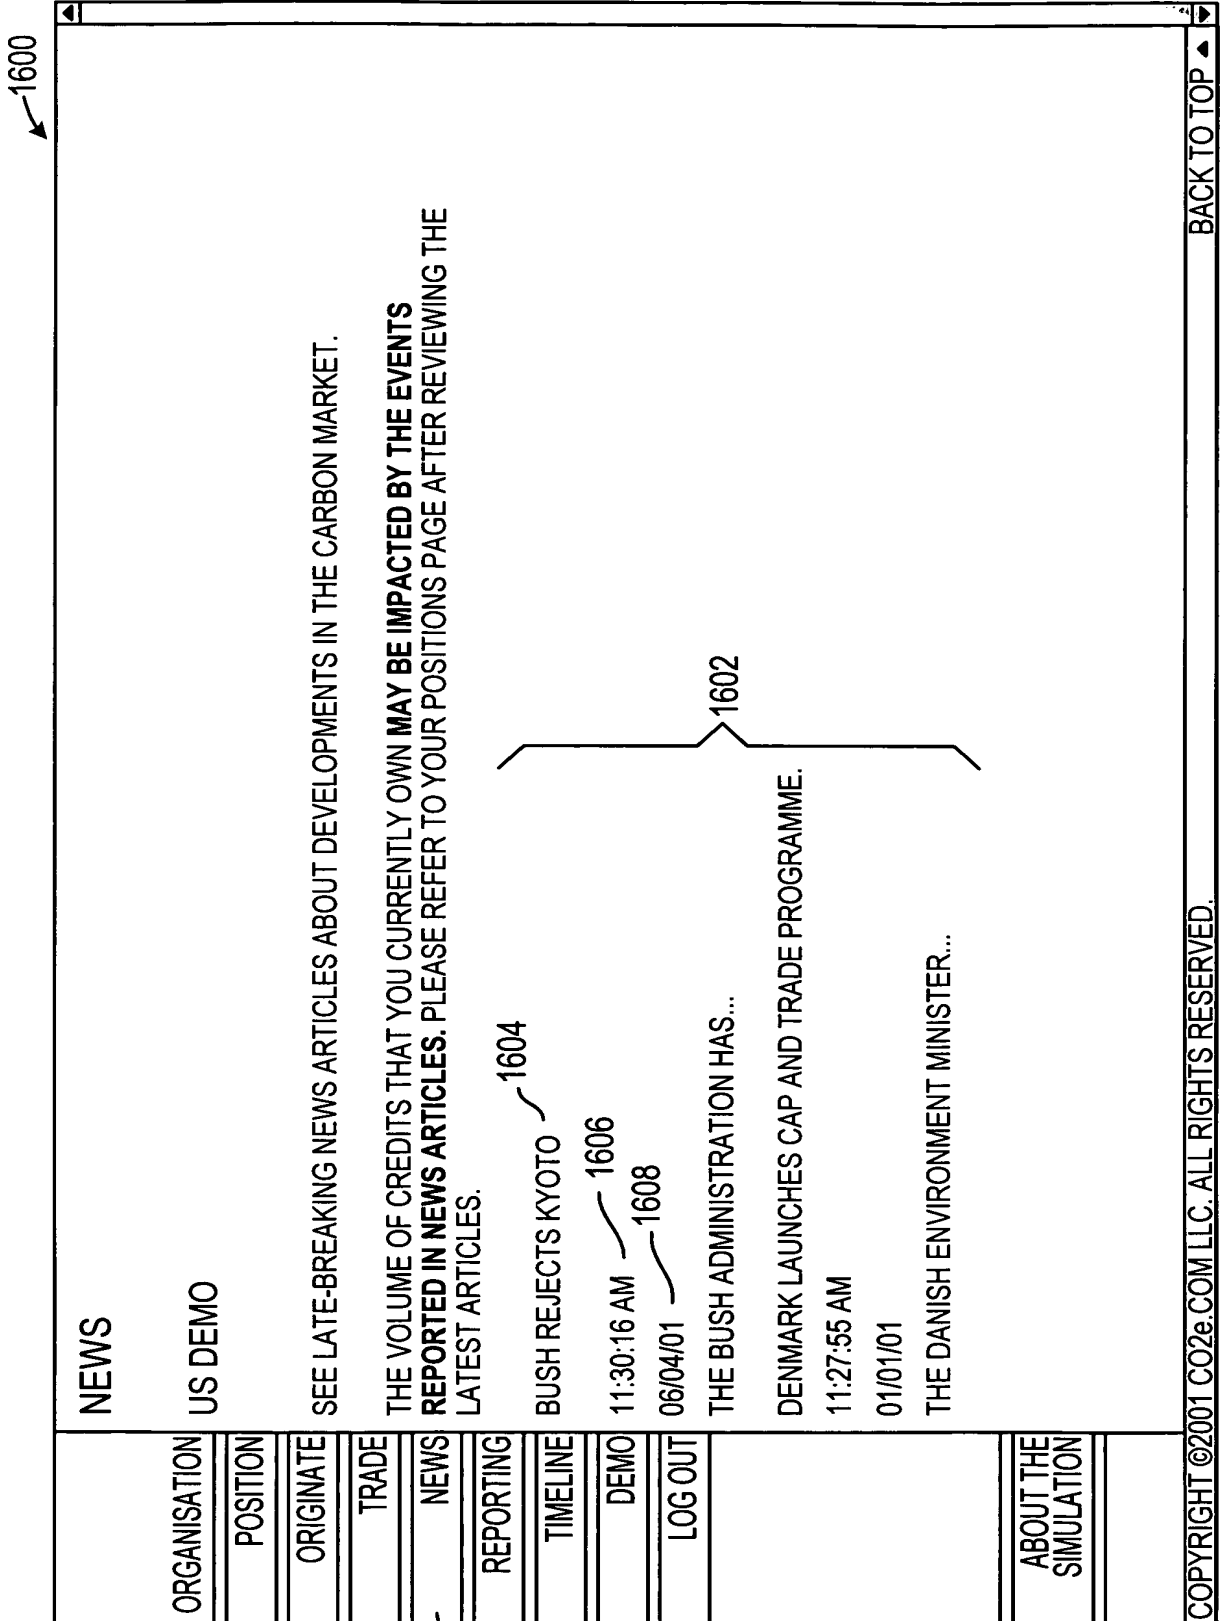 1600
NEWS
US DEMO
SEE LATE-BREAKING NEWS ARTICLES ABOUT DEVELOPMENTS IN THE CARBON MARKET.
THE VOLUME OF CREDITS THAT YOU CURRENTLY OWN MAY BE IMPACTED BY THE EVENTS
REPORTED IN NEWS ARTICLES. PLEASE REFER TO YOUR POSITIONS PAGE AFTER REVIEWING THE
LATEST ARTICLES.
BUSH REJECTS KYOTO 1604
11:30:16 AM 1606
06/04/01 1608
THE BUSH ADMINISTRATION HAS...
1602
DENMARK LAUNCHES CAP AND TRADE PROGRAMME.
11:27:55 AM
01/01/01
THE DANISH ENVIRONMENT MINISTER...
ORGANISATION
POSITION
ORIGINATE
TRADE
NEWS
REPORTING
TIMELINE
DEMO
LOG OUT
ABOUT THE
SIMULATION
COPYRIGHT ©2001 CO2e.COM LLC. ALL RIGHTS RESERVED. BACK TO TOP